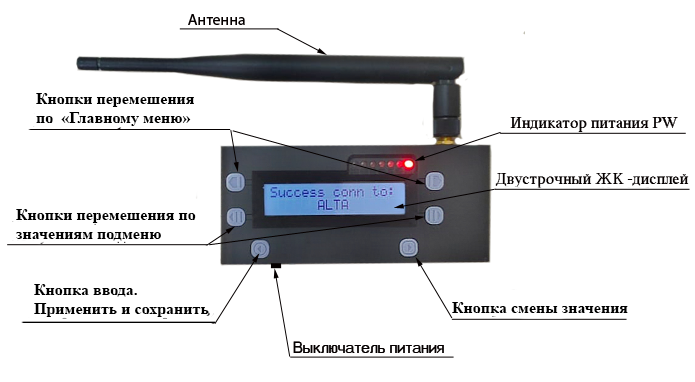 Антенна
Кнопки перемешения
по «Главному меню»
Индикатор питания PW
Двустрочный ЖК -дисплей
Success conn to:
ALTA
Кнопки перемешения по
значениям подменю
Кнопка ввода.
Применить и сохранить,
Кнопка смены значения
Выключатель питания